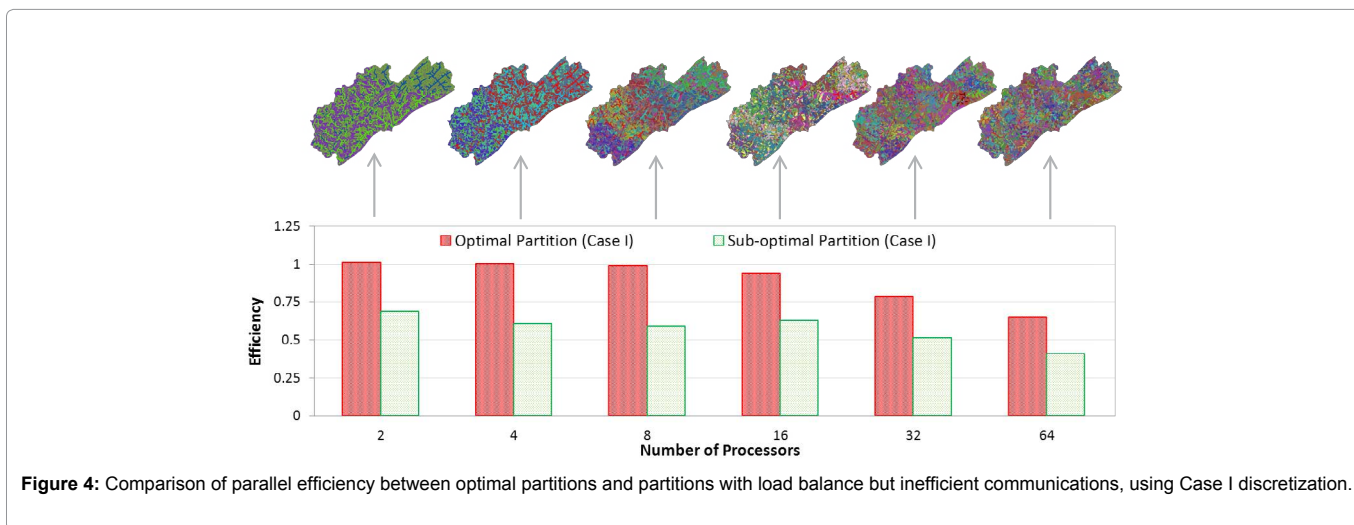 1.25
Optimal Partition (Case I)
Sub-optimal Partition (Case I)
1
0.75
0.5
0.25
0
Efficiency
2 4 8 16 32 64
Number of Processors
Figure 4: Comparison of parallel efficiency between optimal partitions and partitions with load balance but inefficient communications, using Case I discretization.